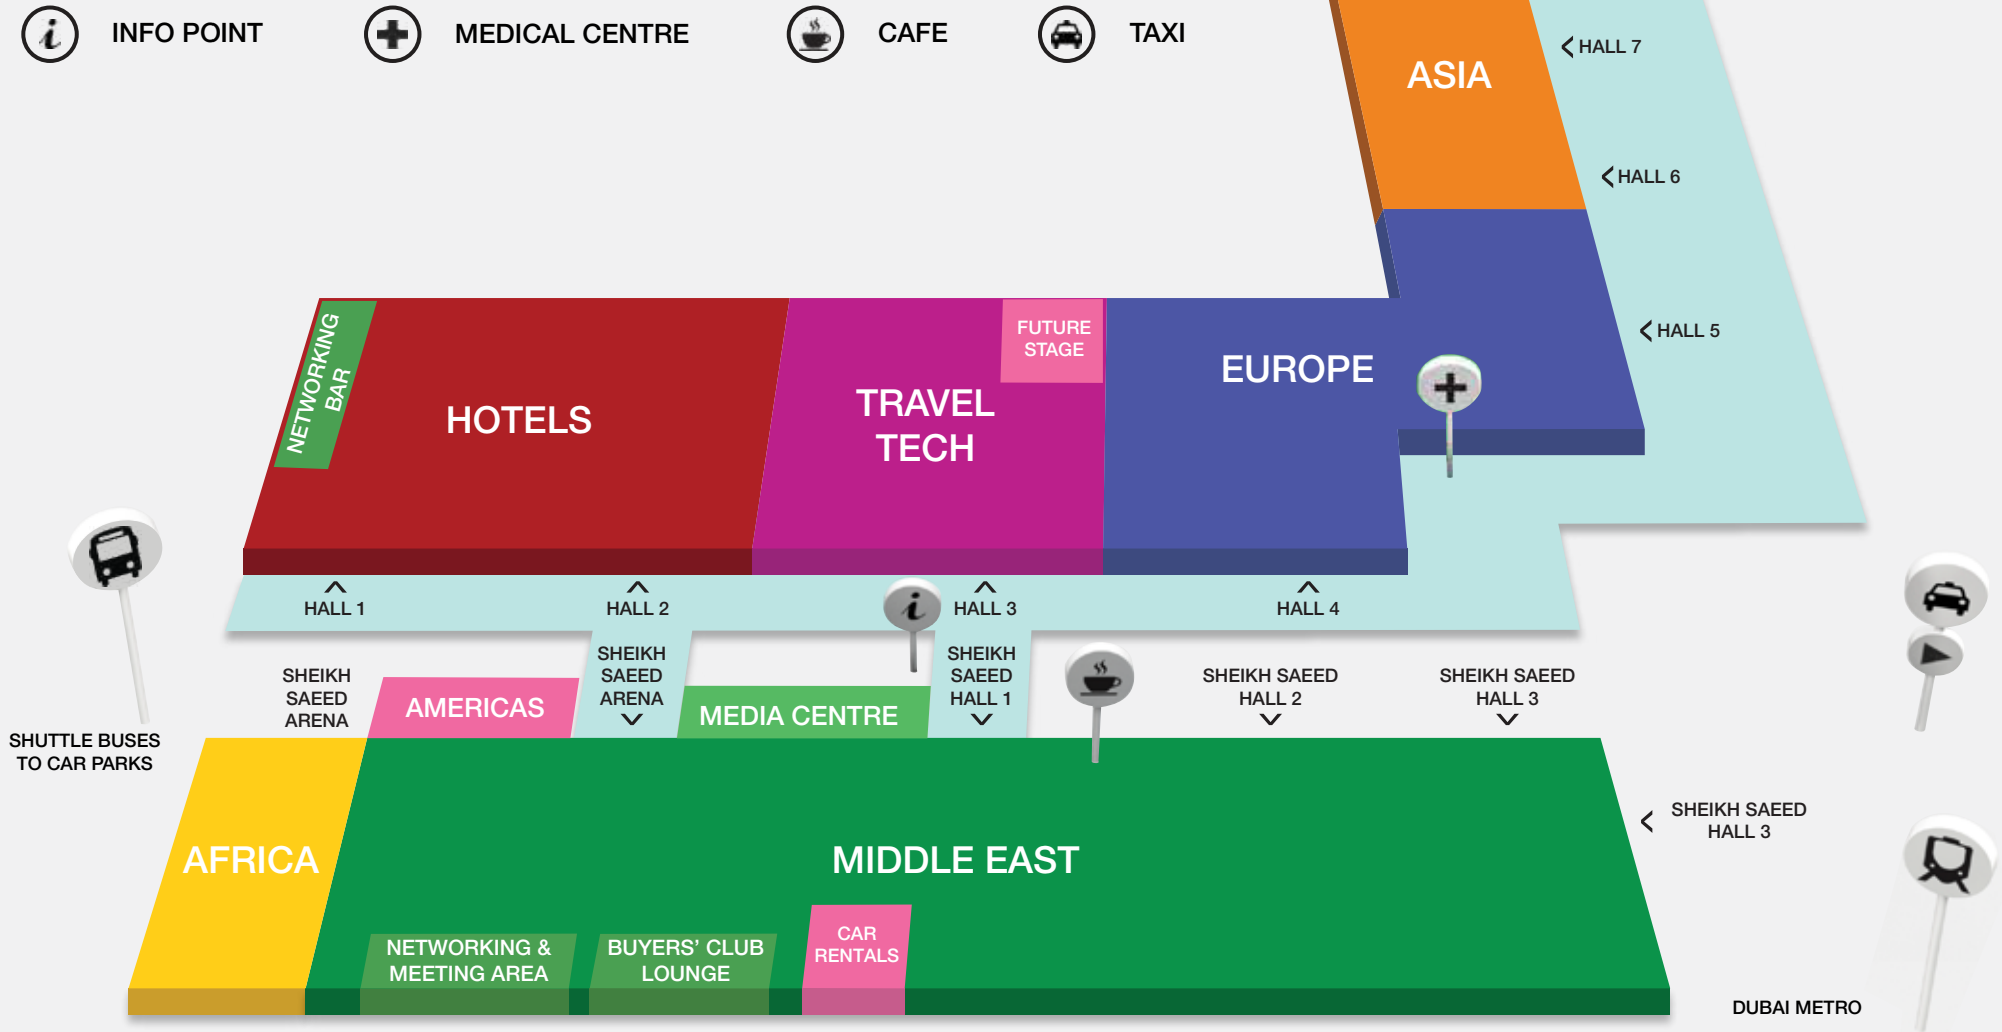 INFO POINT
MEDICAL CENTRE
CAFE
TAXI
ASIA
HALL 7
HALL 6
HALL 5
NETWORKING
BAR
HOTELS
TRAVEL
TECH
FUTURE
STAGE
EUROPE
HALL 1
HALL 2
HALL 3
HALL 4
SHEIKH
SAEED
ARENA
AMERICAS
SHEIKH
SAEED
ARENA
MEDIA CENTRE
SHEIKH
SAEED
HALL 1
SHEIKH SAEED
HALL 2
SHEIKH SAEED
HALL 3
SHUTTLE BUSES
TO CAR PARKS
AFRICA
MIDDLE EAST
SHEIKH SAEED
HALL 3
NETWORKING &
MEETING AREA
BUYERS’ CLUB
LOUNGE
CAR
RENTALS
DUBAI METRO